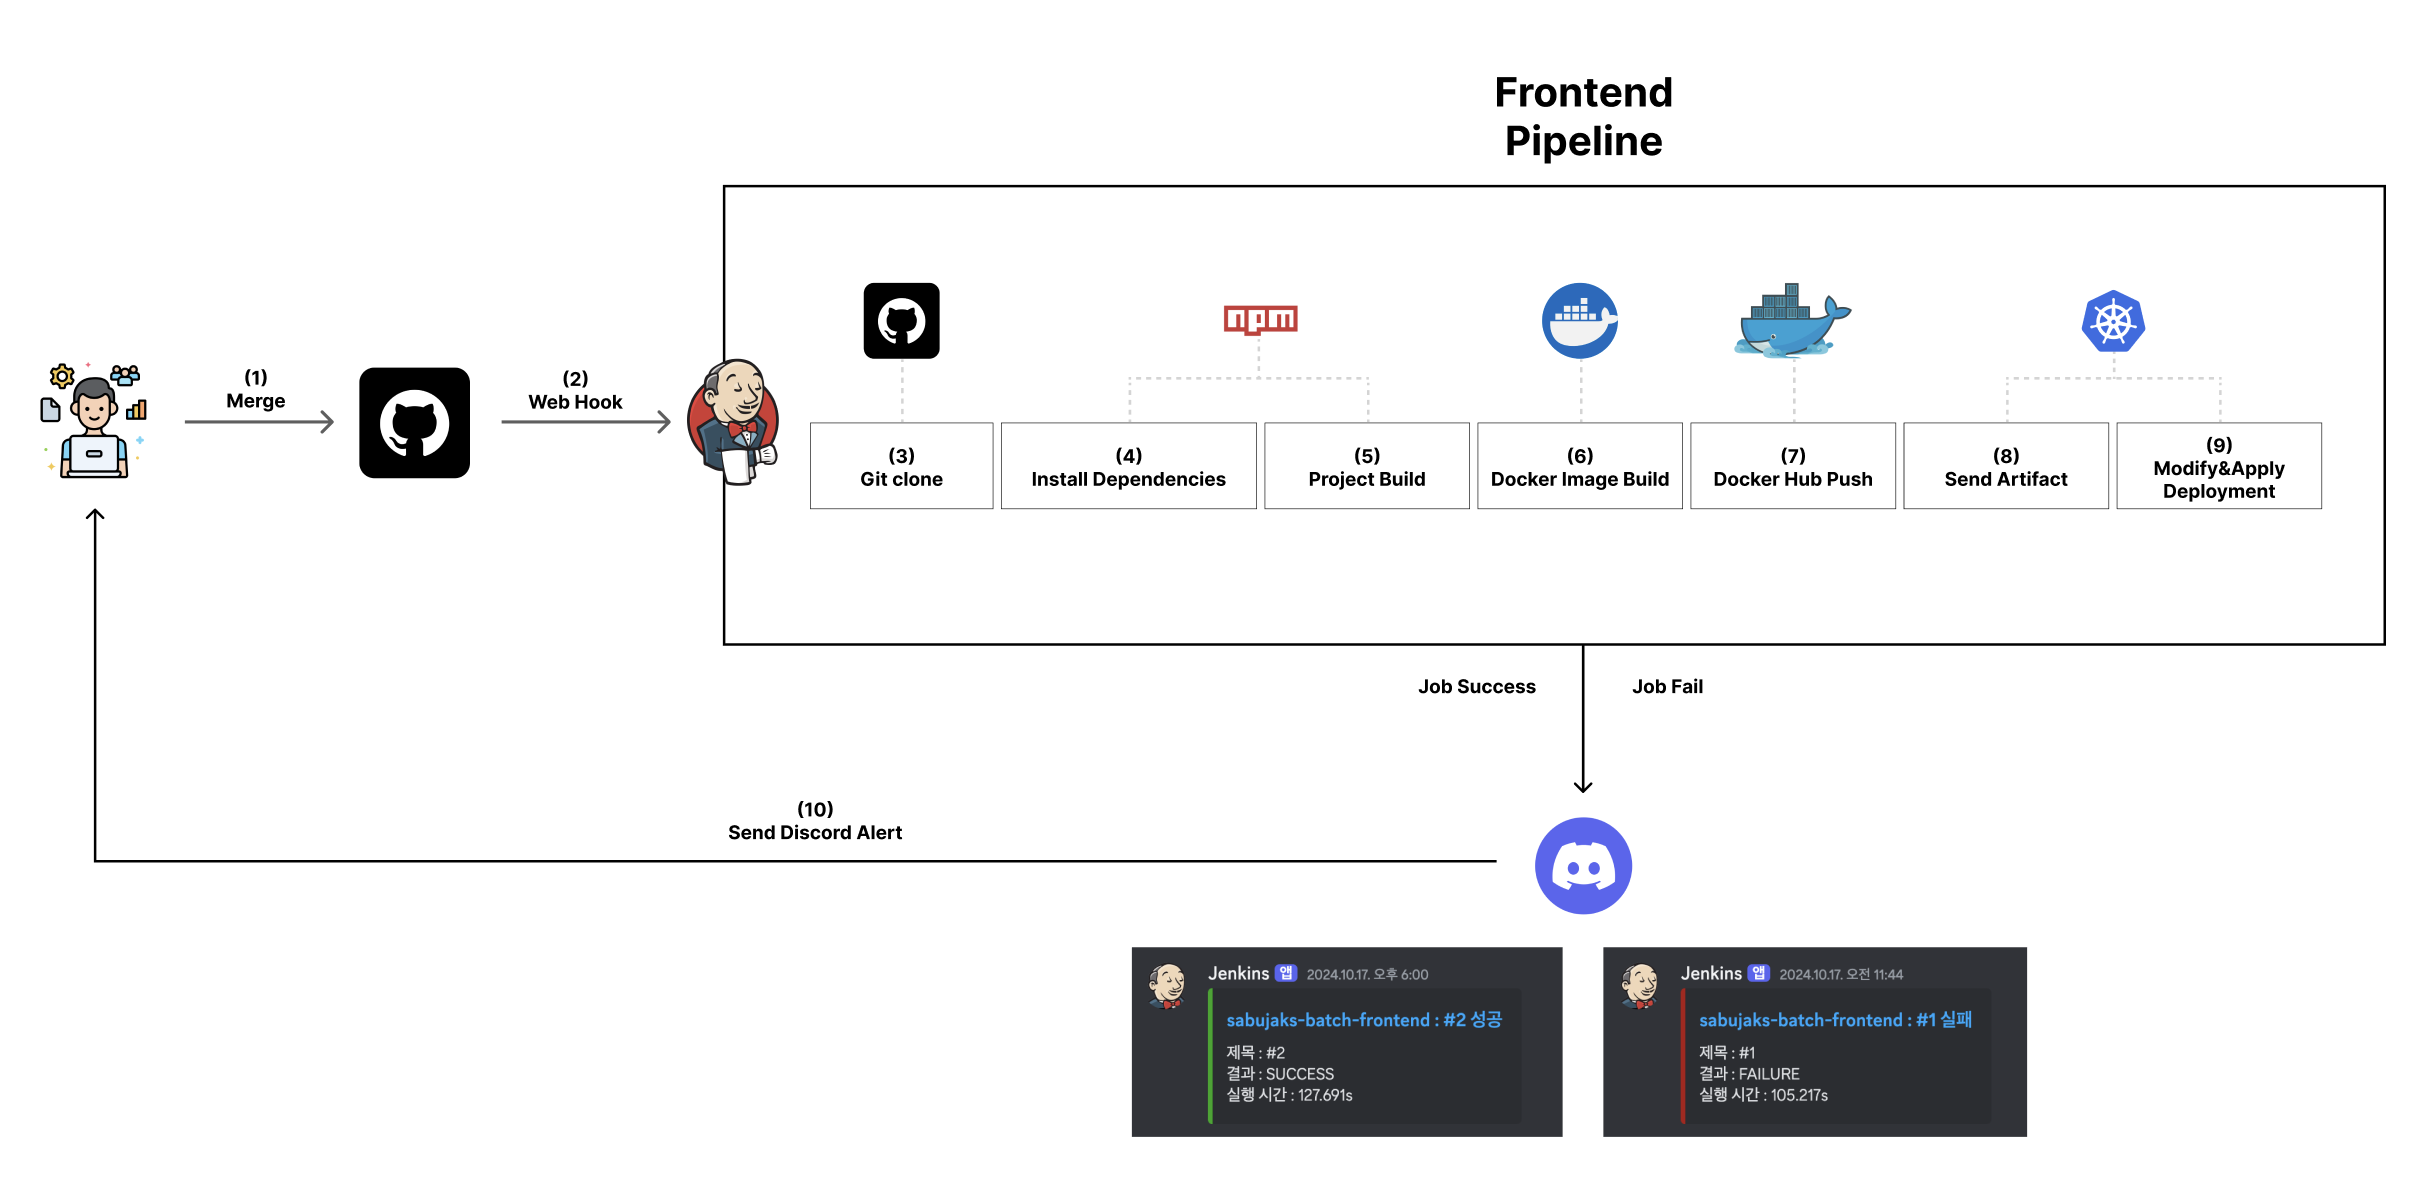 Frontend
Pipeline
(1)
Merge
(2)
Web Hook
npm
(3)
Git clone
(4)
Install Dependencies
(5)
Project Build
(6)
Docker Image Build
(7)
Docker Hub Push
(8)
Send Artifact
(9)
Modify&Apply
Deployment
Job Success
Job Fail
(10)
Send Discord Alert
Jenkins 앱 2024.10.17. 오후 6:00
sabujaks-batch-frontend : #2 성공
제목 : #2
결과 : SUCCESS
실행 시간 : 127.691s
Jenkins 앱 2024.10.17. 오전 11:44
sabujaks-batch-frontend : #1 실패
제목 : #1
결과 : FAILURE
실행 시간 : 105.217s